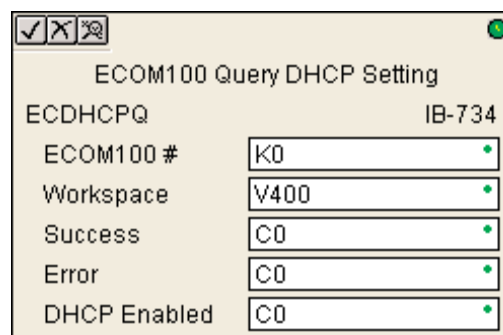 ECOM100 Query DHCP Setting
ECDHCPQ IB-734
ECOM100 # K0
Workspace V400
Success C0
Error C0
DHCP Enabled C0